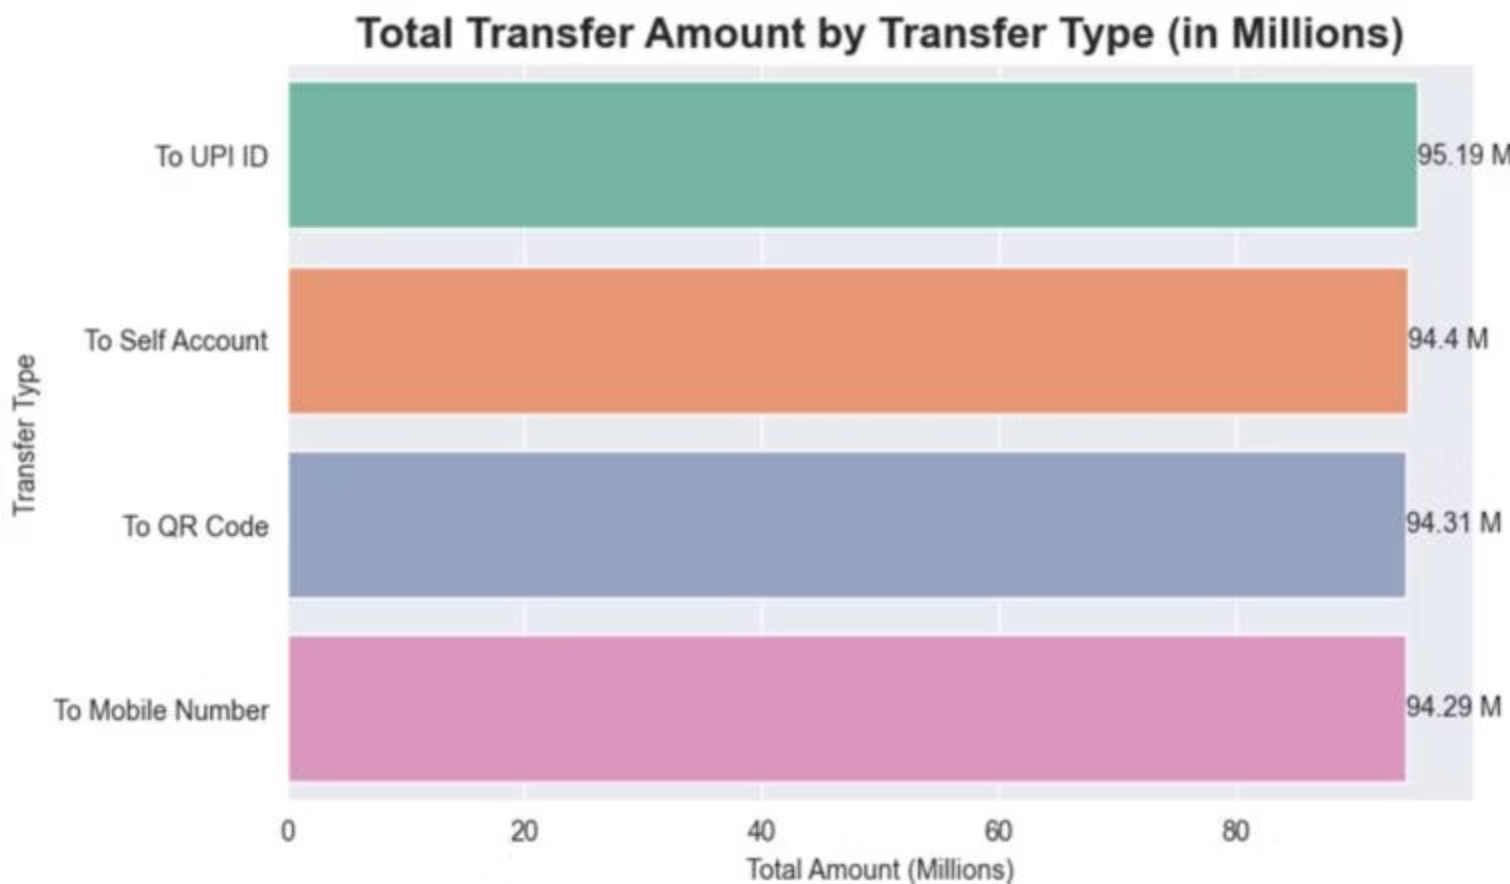 Total Transfer Amount by Transfer Type (in Millions)
Transfer Type
To UPI ID
95.19 M
To Self Account
94.4 M
To QR Code
94.31 M
To Mobile Number
94.29 M
0 20 40 60 80
Total Amount (Millions)